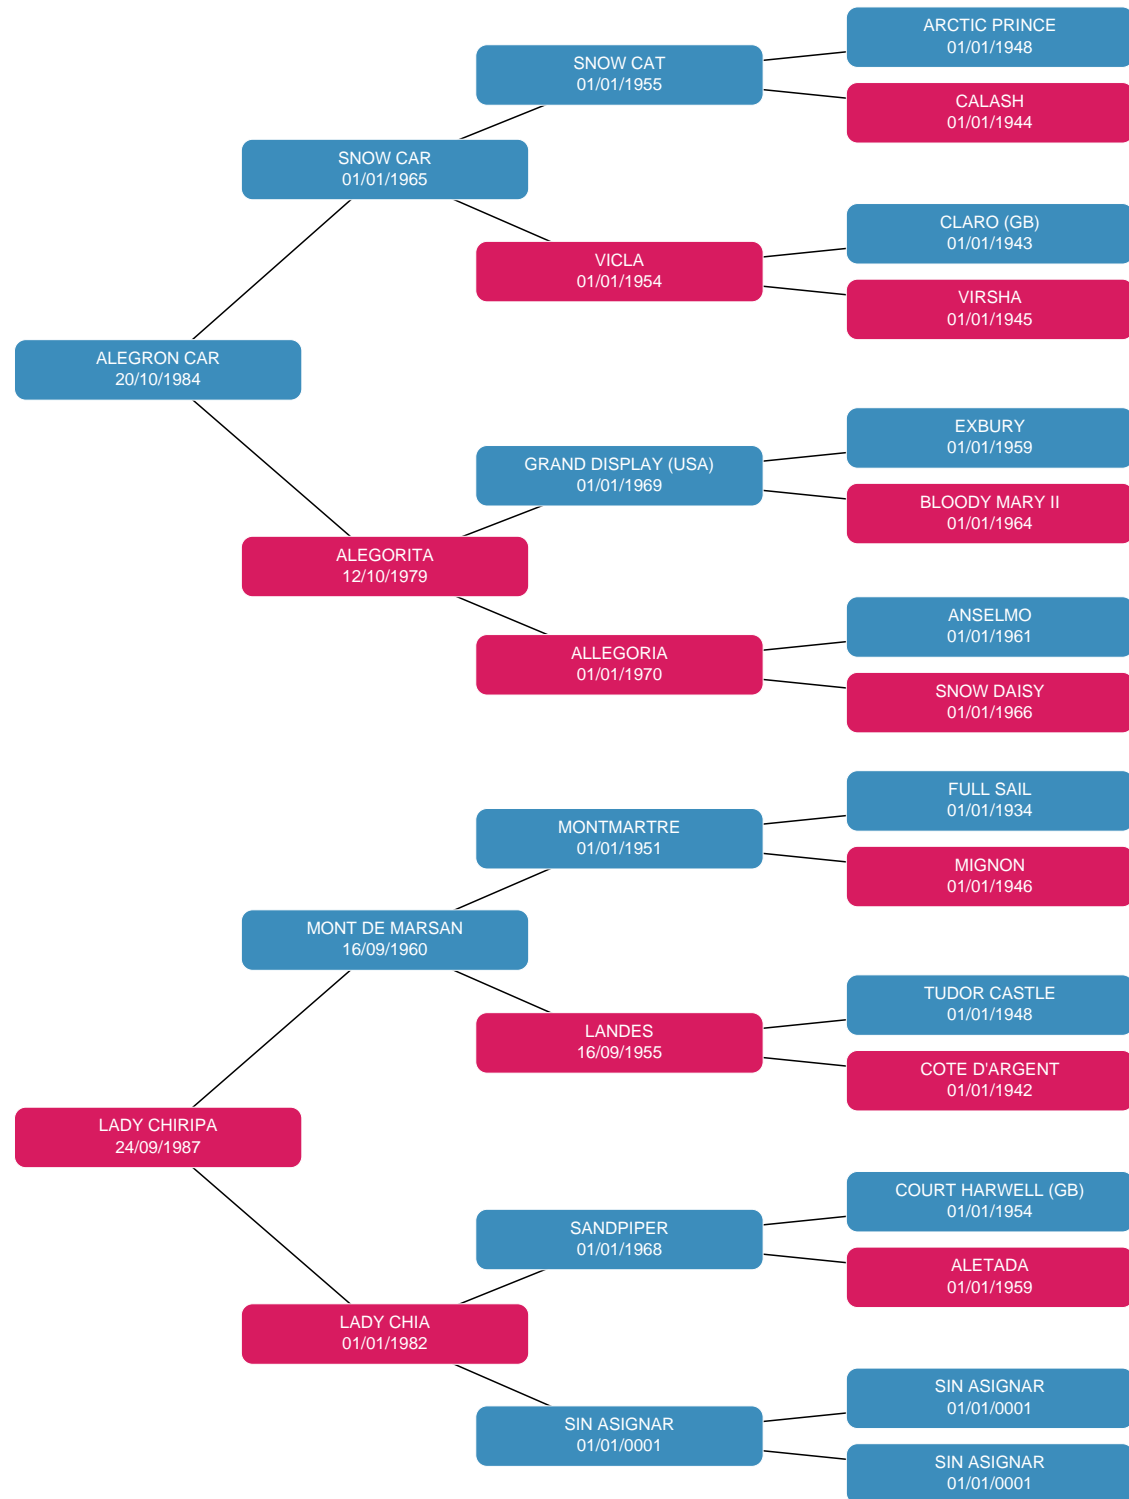 ARCTIC PRINCE
01/01/1948
SNOW CAT
01/01/1955
CALASH
01/01/1944
SNOW CAR
01/01/1965
CLARO (GB)
01/01/1943
VICLA
01/01/1954
VIRSHA
01/01/1945
ALEGRON CAR
20/10/1984
EXBURY
01/01/1959
GRAND DISPLAY (USA)
01/01/1969
BLOODY MARY II
01/01/1964
ALEGORITA
12/10/1979
ANSELMO
01/01/1961
ALLEGORIA
01/01/1970
SNOW DAISY
01/01/1966
FULL SAIL
01/01/1934
MONTMARTRE
01/01/1951
MIGNON
01/01/1946
MONT DE MARSAN
16/09/1960
TUDOR CASTLE
01/01/1948
LANDES
16/09/1955
COTE D'ARGENT
01/01/1942
LADY CHIRIPA
24/09/1987
COURT HARWELL (GB)
01/01/1954
SANDPIPER
01/01/1968
ALETADA
01/01/1959
LADY CHIA
01/01/1982
SIN ASIGNAR
01/01/0001
SIN ASIGNAR
01/01/0001
SIN ASIGNAR
01/01/0001